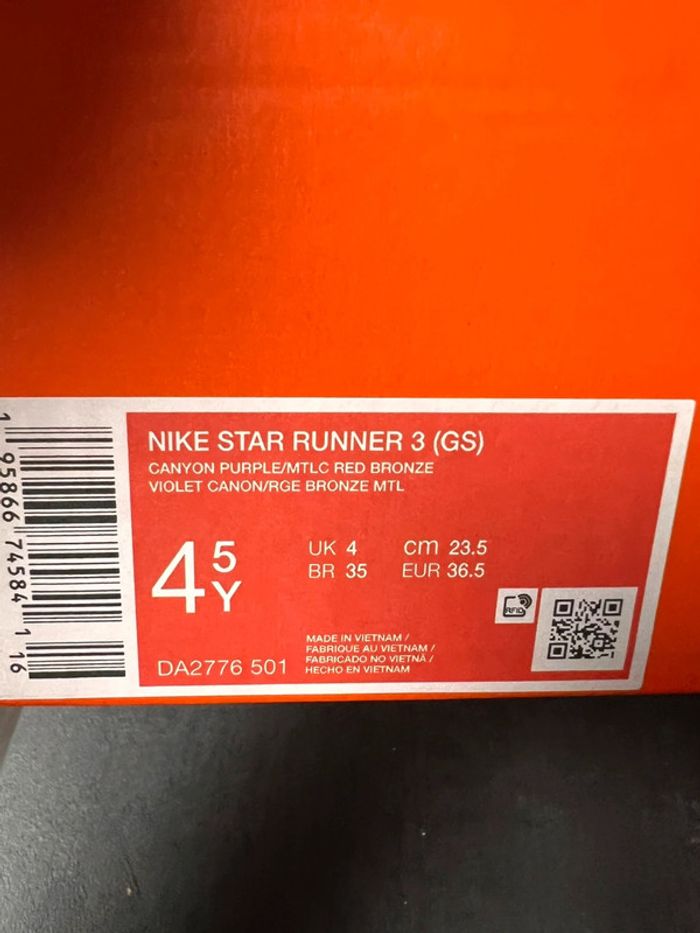 1 95866 74584 1 16
NIKE STAR RUNNER 3 (GS)
CANYON PURPLE/MTLC RED BRONZE
VIOLET CANON/RGE BRONZE MTL
4 5 Y
UK 4 cm 23.5
BR 35 EUR 36.5
RFID
MADE IN VIETNAM /
FABRIQUE AU VIETNAM /
FABRICADO NO VIETNÃ /
HECHO EN VIETNAM
DA2776 501